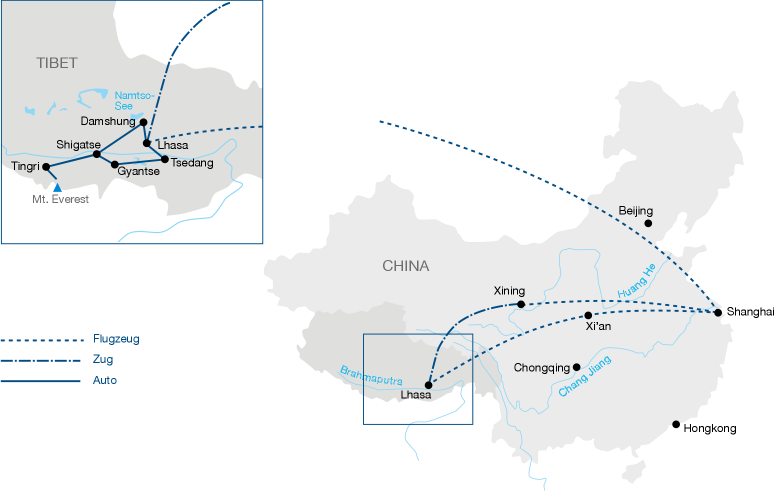 TIBET
Namtso-
See
Damshung
Lhasa
Shigatse
Tsedang
Tingri
Gyantse
Mt. Everest
Beijing
CHINA
Huang He
Xining
Shanghai
Xi'an
Flugzeug
Zug
Chongqing
Chang Jiang
Brahmaputra
Auto
Lhasa
Hongkong